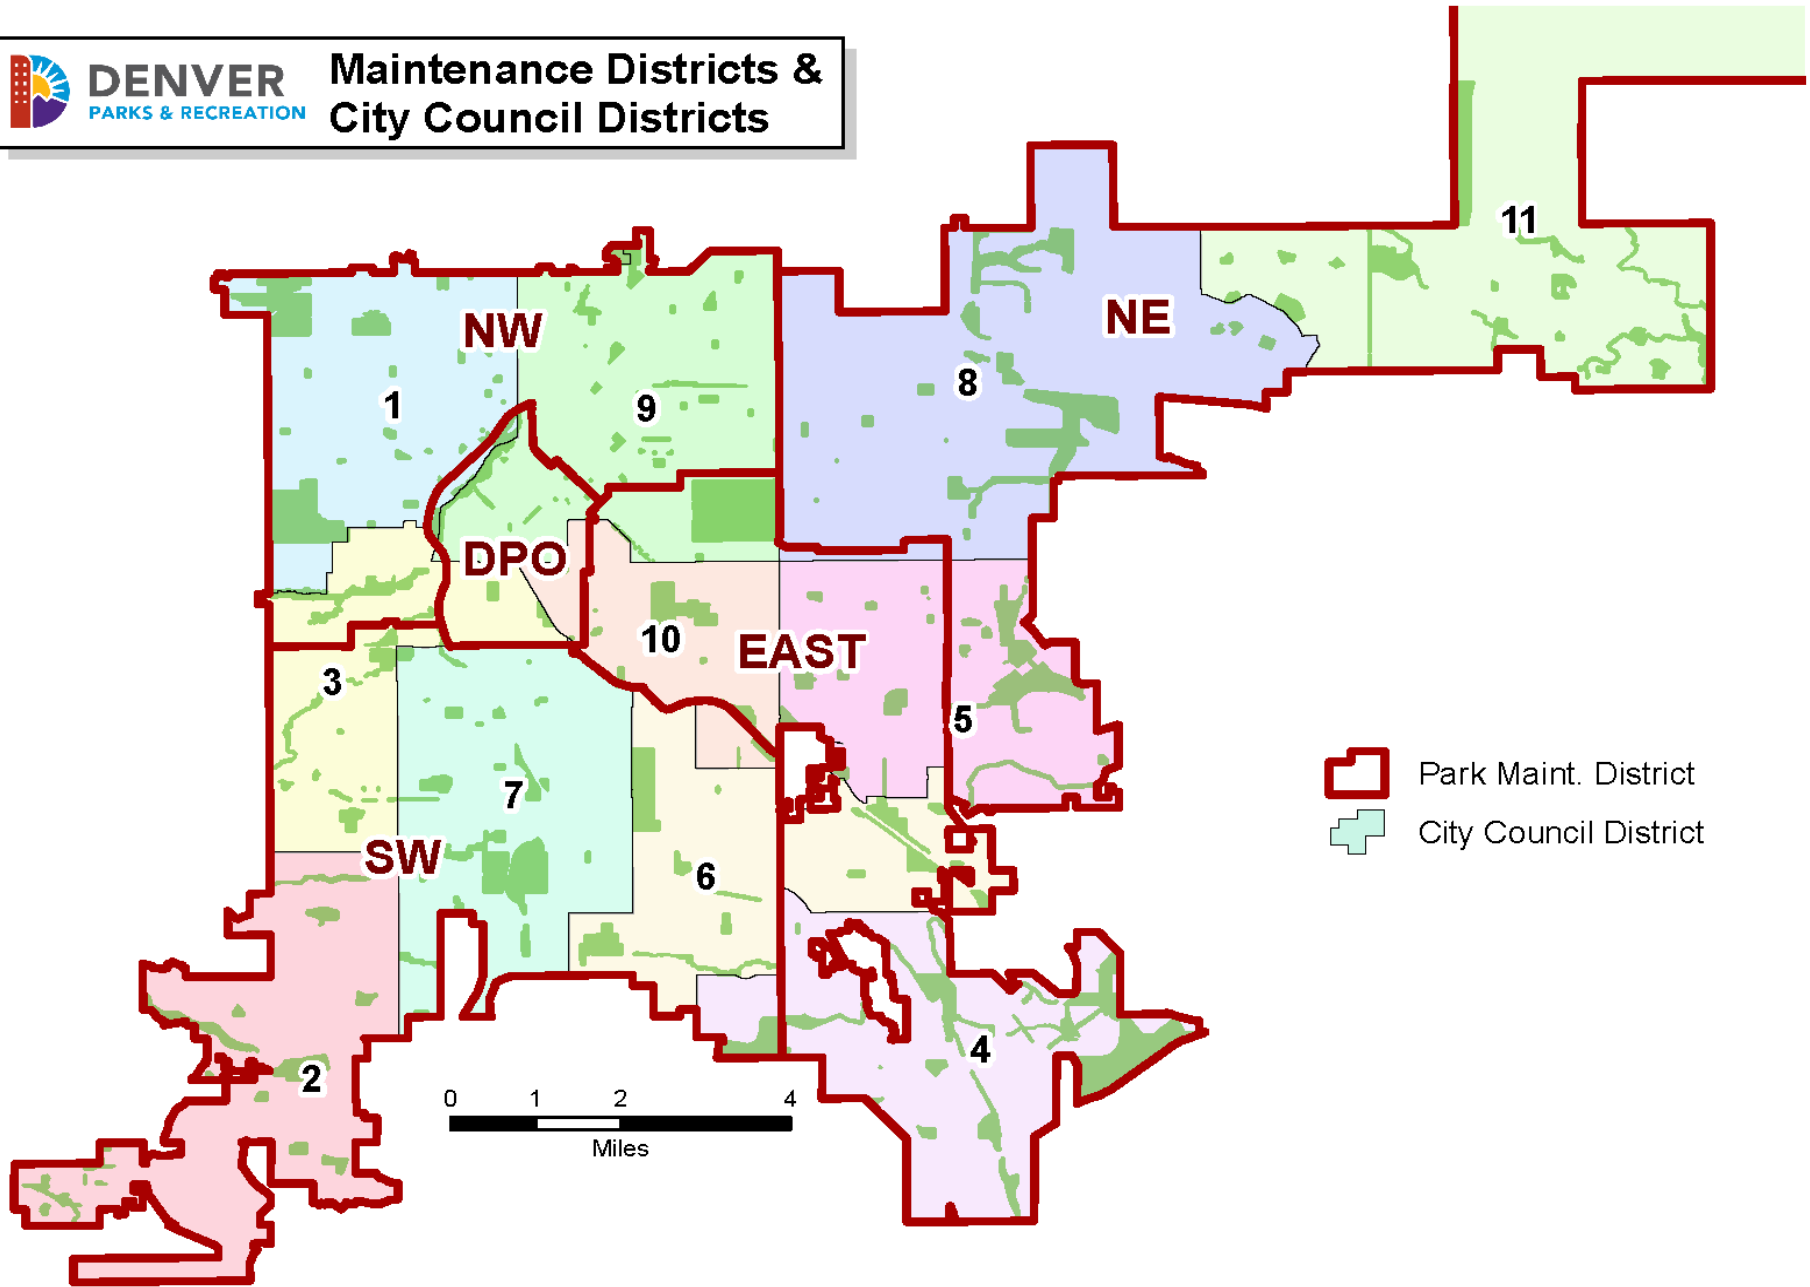 DENVER
PARKS & RECREATION
Maintenance Districts &
City Council Districts
11
NW
NE
1
9
8
DPO
10
EAST
3
5
7
Park Maint. District
City Council District
SW
6
4
2
0 1 2 4
Miles